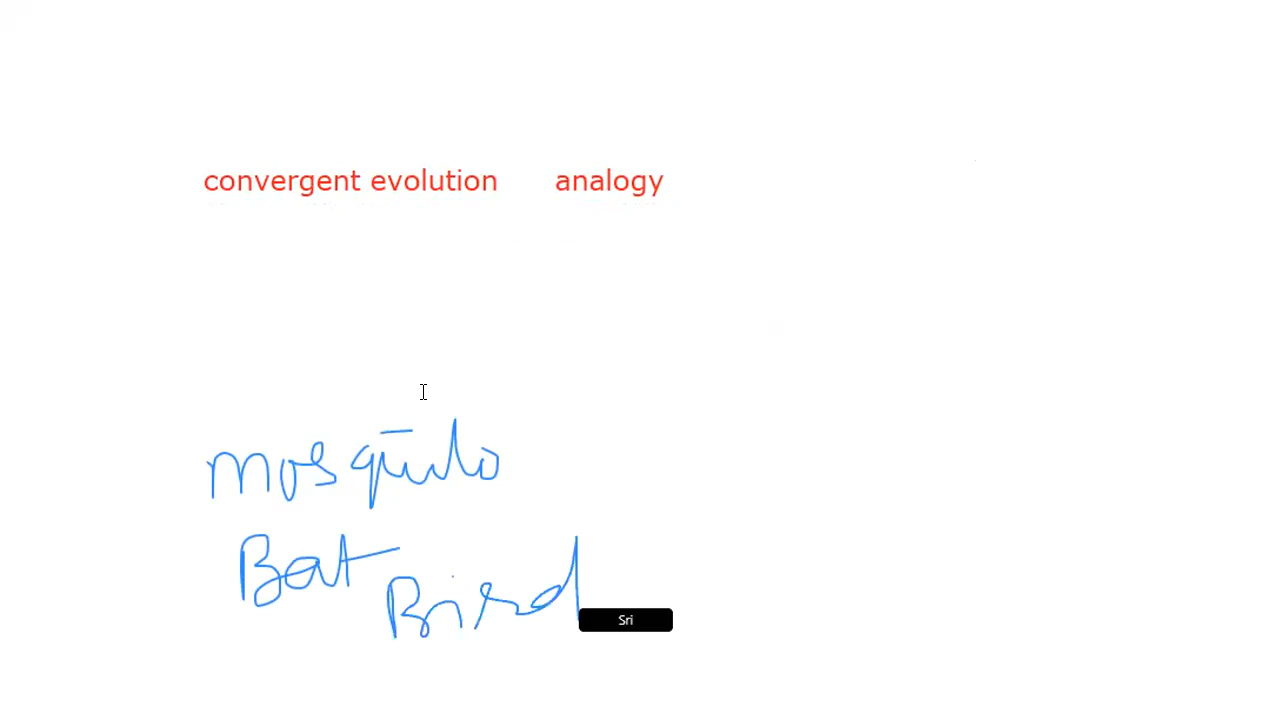 convergent evolution analogy
mosquito
Bat
Bird
Sri